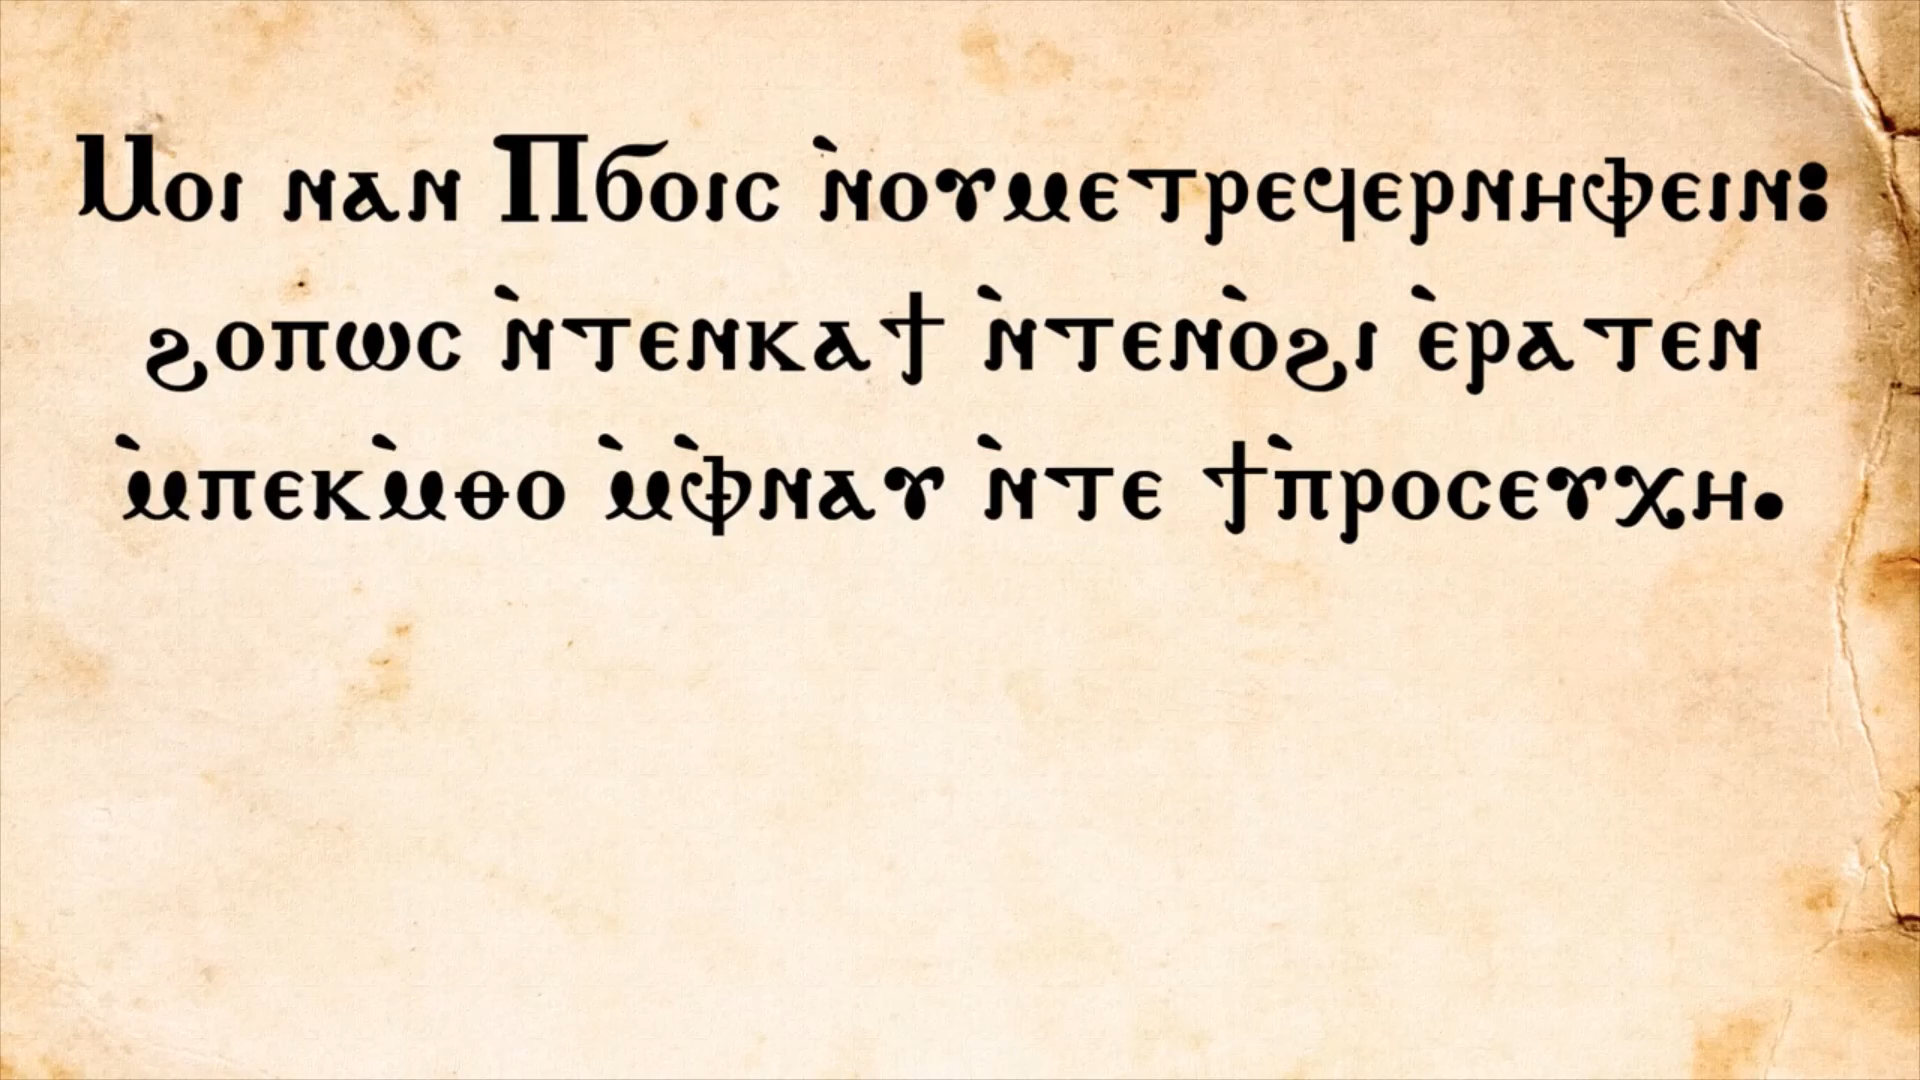 Ⲙⲟⲓ ⲛⲁⲛ Ⲡϭⲟⲓⲥ ⲛ̀ⲟⲩⲙⲉⲧⲣⲉϥⲉⲣⲛⲏⲫⲉⲓⲛ:
ϩⲟⲡⲱⲥ ⲛ̀ⲧⲉⲛⲕⲁϯ ⲛ̀ⲧⲉⲛⲟ̀ϩⲓ ⲉ̀ⲣⲁⲧⲉⲛ
ⲙ̀ⲡⲉⲕⲙ̀ⲑⲟ ⲙ̀ⲫ̀ⲛⲁⲩ ⲛ̀ⲧⲉ ϯⲡ̀ⲣⲟⲥⲉⲩⲭⲏ.